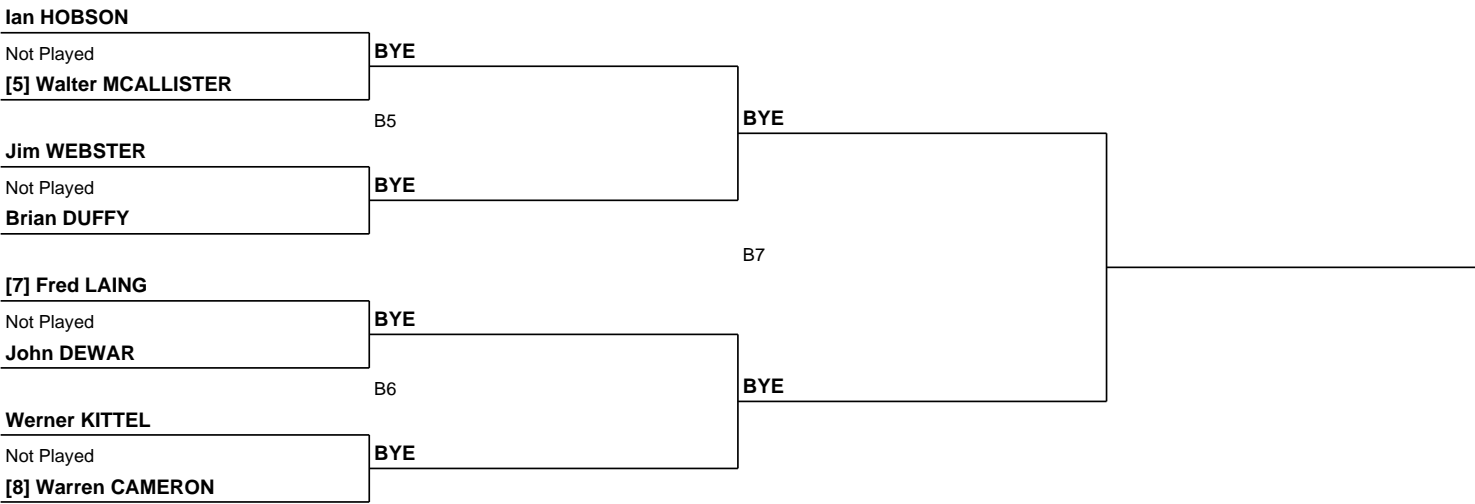 Ian HOBSON
Not Played
BYE
[5] Walter MCALLISTER
B5
BYE
Jim WEBSTER
Not Played
BYE
Brian DUFFY
B7
[7] Fred LAING
Not Played
BYE
John DEWAR
B6
BYE
Werner KITTEL
Not Played
BYE
[8] Warren CAMERON